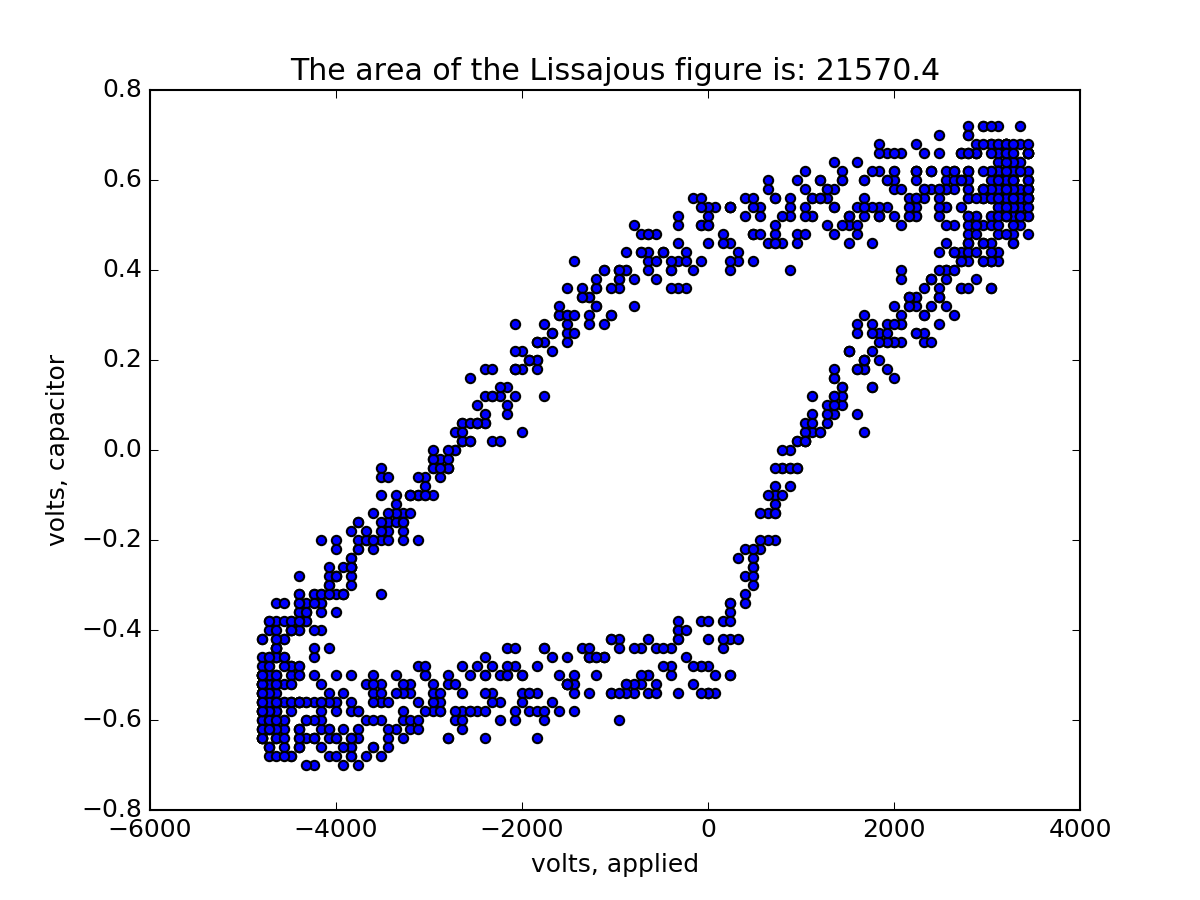 The area of the Lissajous figure is: 21570.4
0.8
0.6
0.4
0.2
0.0
−0.2
−0.4
−0.6
−0.8
volts, capacitor
−6000 −4000 −2000 0 2000 4000
volts, applied